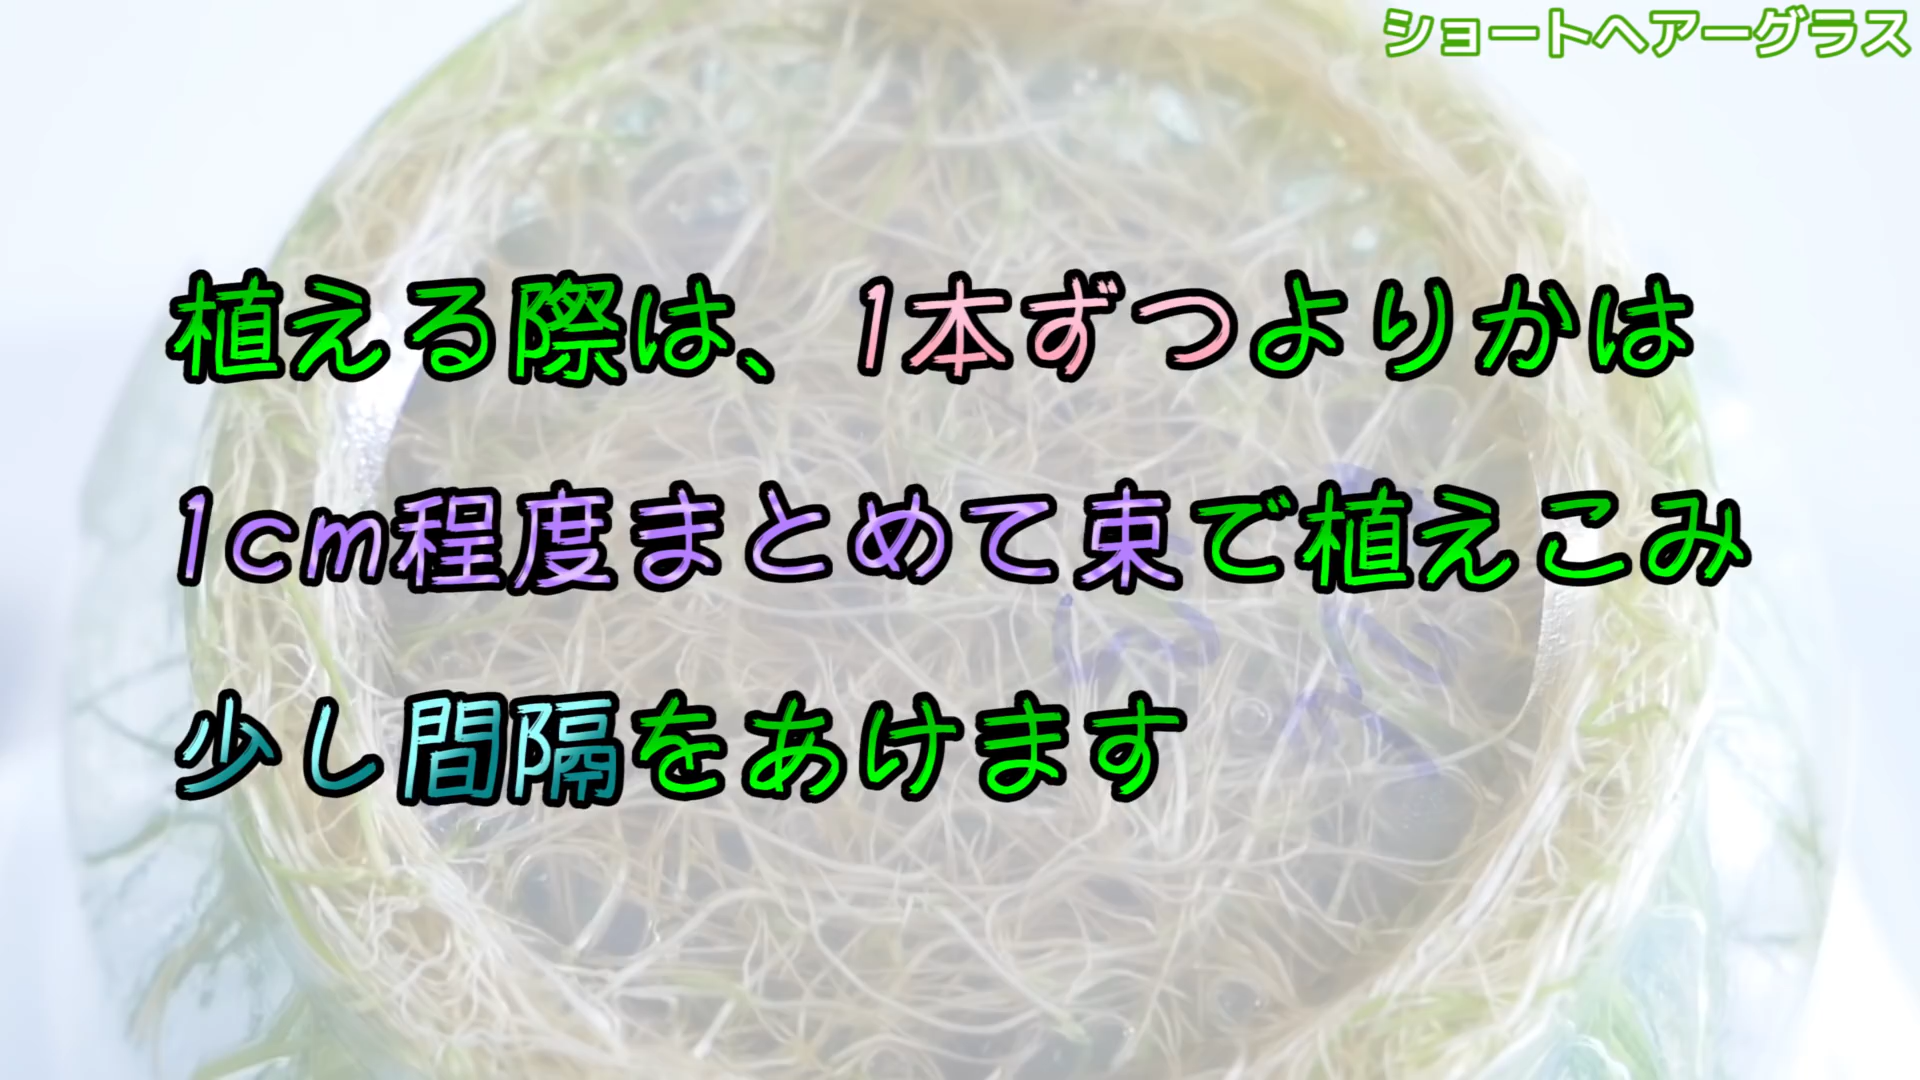 ショートヘアーグラス
植える際は、1本ずつよりかは
1cm程度まとめて束で植えこみ
少し間隔をあけます